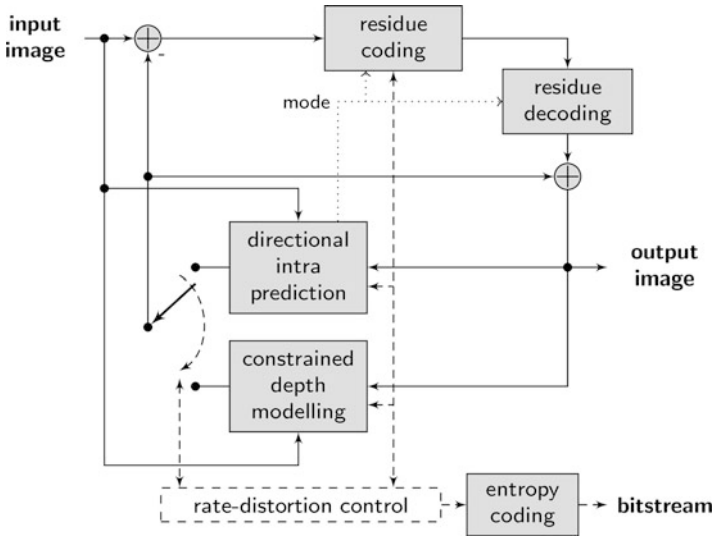 input
image
-
residue
coding
mode
residue
decoding
directional
intra
prediction
output
image
constrained
depth
modelling
rate-distortion control
entropy
coding
bitstream